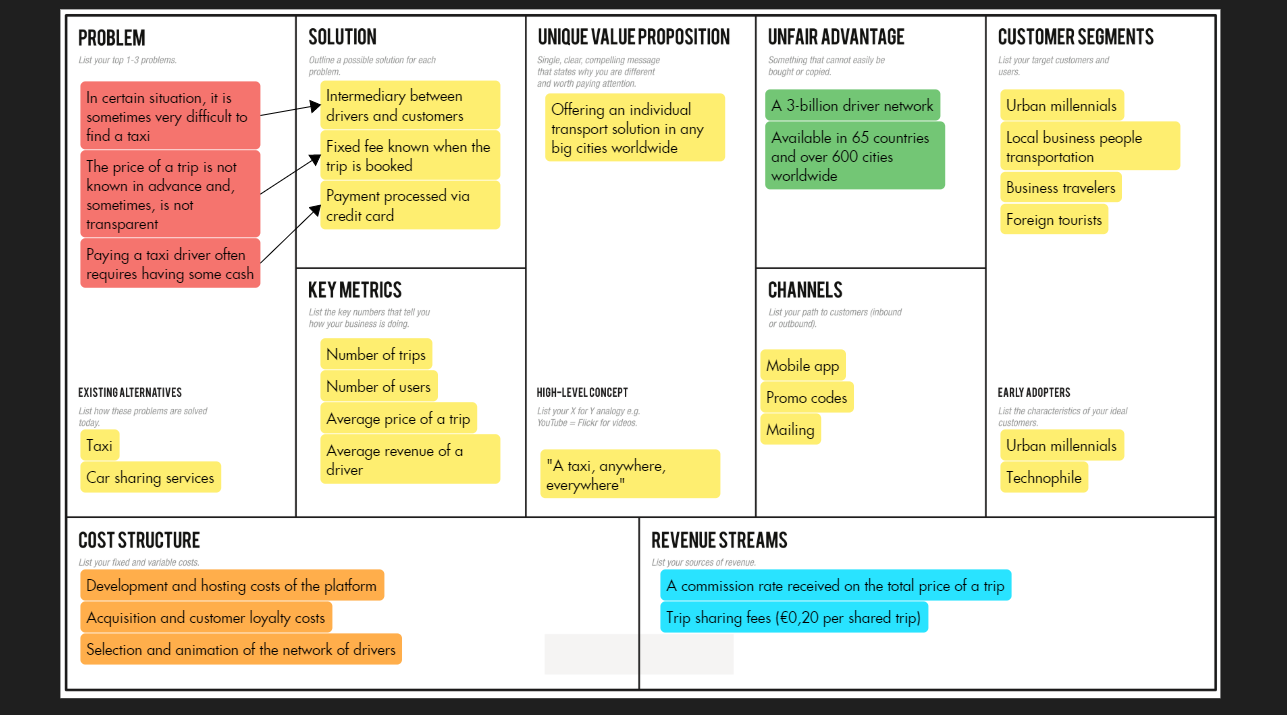 PROBLEM
List your top 1-3 problems.
In certain situation, it is
sometimes very difficult to
find a taxi
The price of a trip is not
known in advance and,
sometimes, is not
transparent
Paying a taxi driver often
requires having some cash
EXISTING ALTERNATIVES
List how these problems are solved
today.
Taxi
Car sharing services
SOLUTION
Outline a possible solution for each
problem.
Intermediary between
drivers and customers
Fixed fee known when the
trip is booked
Payment processed via
credit card
KEY METRICS
List the key numbers that tell you
how your business is doing.
Number of trips
Number of users
Average price of a trip
Average revenue of a
driver
UNIQUE VALUE PROPOSITION
Single, clear, compelling message
that states why you are different
and worth paying attention.
Offering an individual
transport solution in any
big cities worldwide
HIGH-LEVEL CONCEPT
List your X for Y analogy e.g.
YouTube = Flickr for videos.
"A taxi, anywhere,
everywhere"
UNFAIR ADVANTAGE
Something that cannot easily be
bought or copied.
A 3-billion driver network
Available in 65 countries
and over 600 cities
worldwide
CHANNELS
List your path to customers (inbound
or outbound).
Mobile app
Promo codes
Mailing
CUSTOMER SEGMENTS
List your target customers and
users.
Urban millennials
Local business people
transportation
Business travelers
Foreign tourists
EARLY ADOPTERS
List the characteristics of your ideal
customers.
Urban millennials
Technophile
COST STRUCTURE
List your fixed and variable costs.
Development and hosting costs of the platform
Acquisition and customer loyalty costs
Selection and animation of the network of drivers
REVENUE STREAMS
List your sources of revenue.
A commission rate received on the total price of a trip
Trip sharing fees (€0,20 per shared trip)